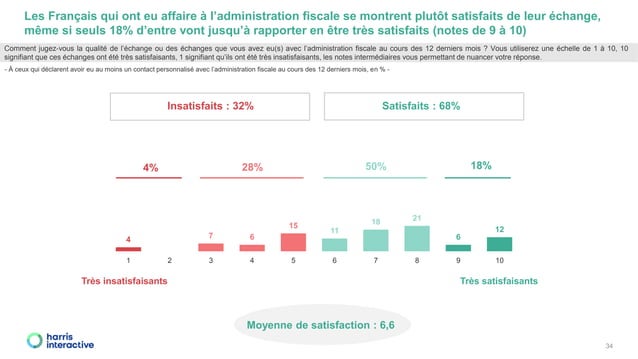 Les Français qui ont eu affaire à l’administration fiscale se montrent plutôt satisfaits de leur échange,
même si seuls 18% d’entre vont jusqu’à rapporter en être très satisfaits (notes de 9 à 10)
Comment jugez-vous la qualité de l’échange ou des échanges que vous avez eu(s) avec l’administration fiscale au cours des 12 derniers mois ? Vous utiliserez une échelle de 1 à 10, 10
signifiant que ces échanges ont été très satisfaisants, 1 signifiant qu’ils ont été très insatisfaisants, les notes intermédiaires vous permettant de nuancer votre réponse.
- À ceux qui déclarent avoir eu au moins un contact personnalisé avec l’administration fiscale au cours des 12 derniers mois, en % -
Insatisfaits : 32%
Satisfaits : 68%
4% 28% 50% 18%
4 7 6 15 11 18 21 6 12
1 2 3 4 5 6 7 8 9 10
Très insatisfaisants
Très satisfaisants
Moyenne de satisfaction : 6,6
harris
interactive
34